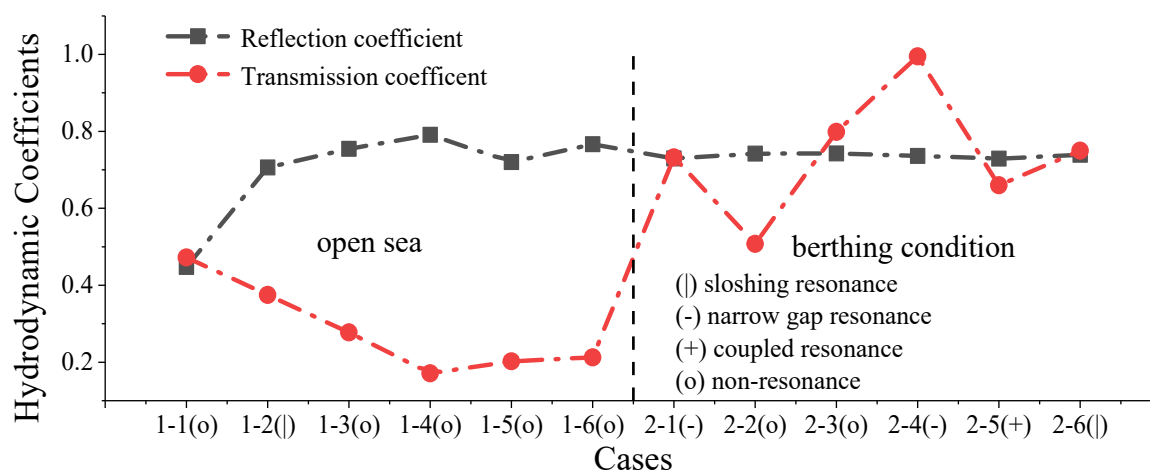 Hydrodynamic Coefficients
1.0
0.8
0.6
0.4
0.2
Reflection coefficient
Transmission coefficent
open sea
berthing condition
(|) sloshing resonance
(-) narrow gap resonance
(+) coupled resonance
(o) non-resonance
1-1(o) 1-2(|) 1-3(o) 1-4(o) 1-5(o) 1-6(o) 2-1(-) 2-2(o) 2-3(o) 2-4(-) 2-5(+) 2-6(|)
Cases